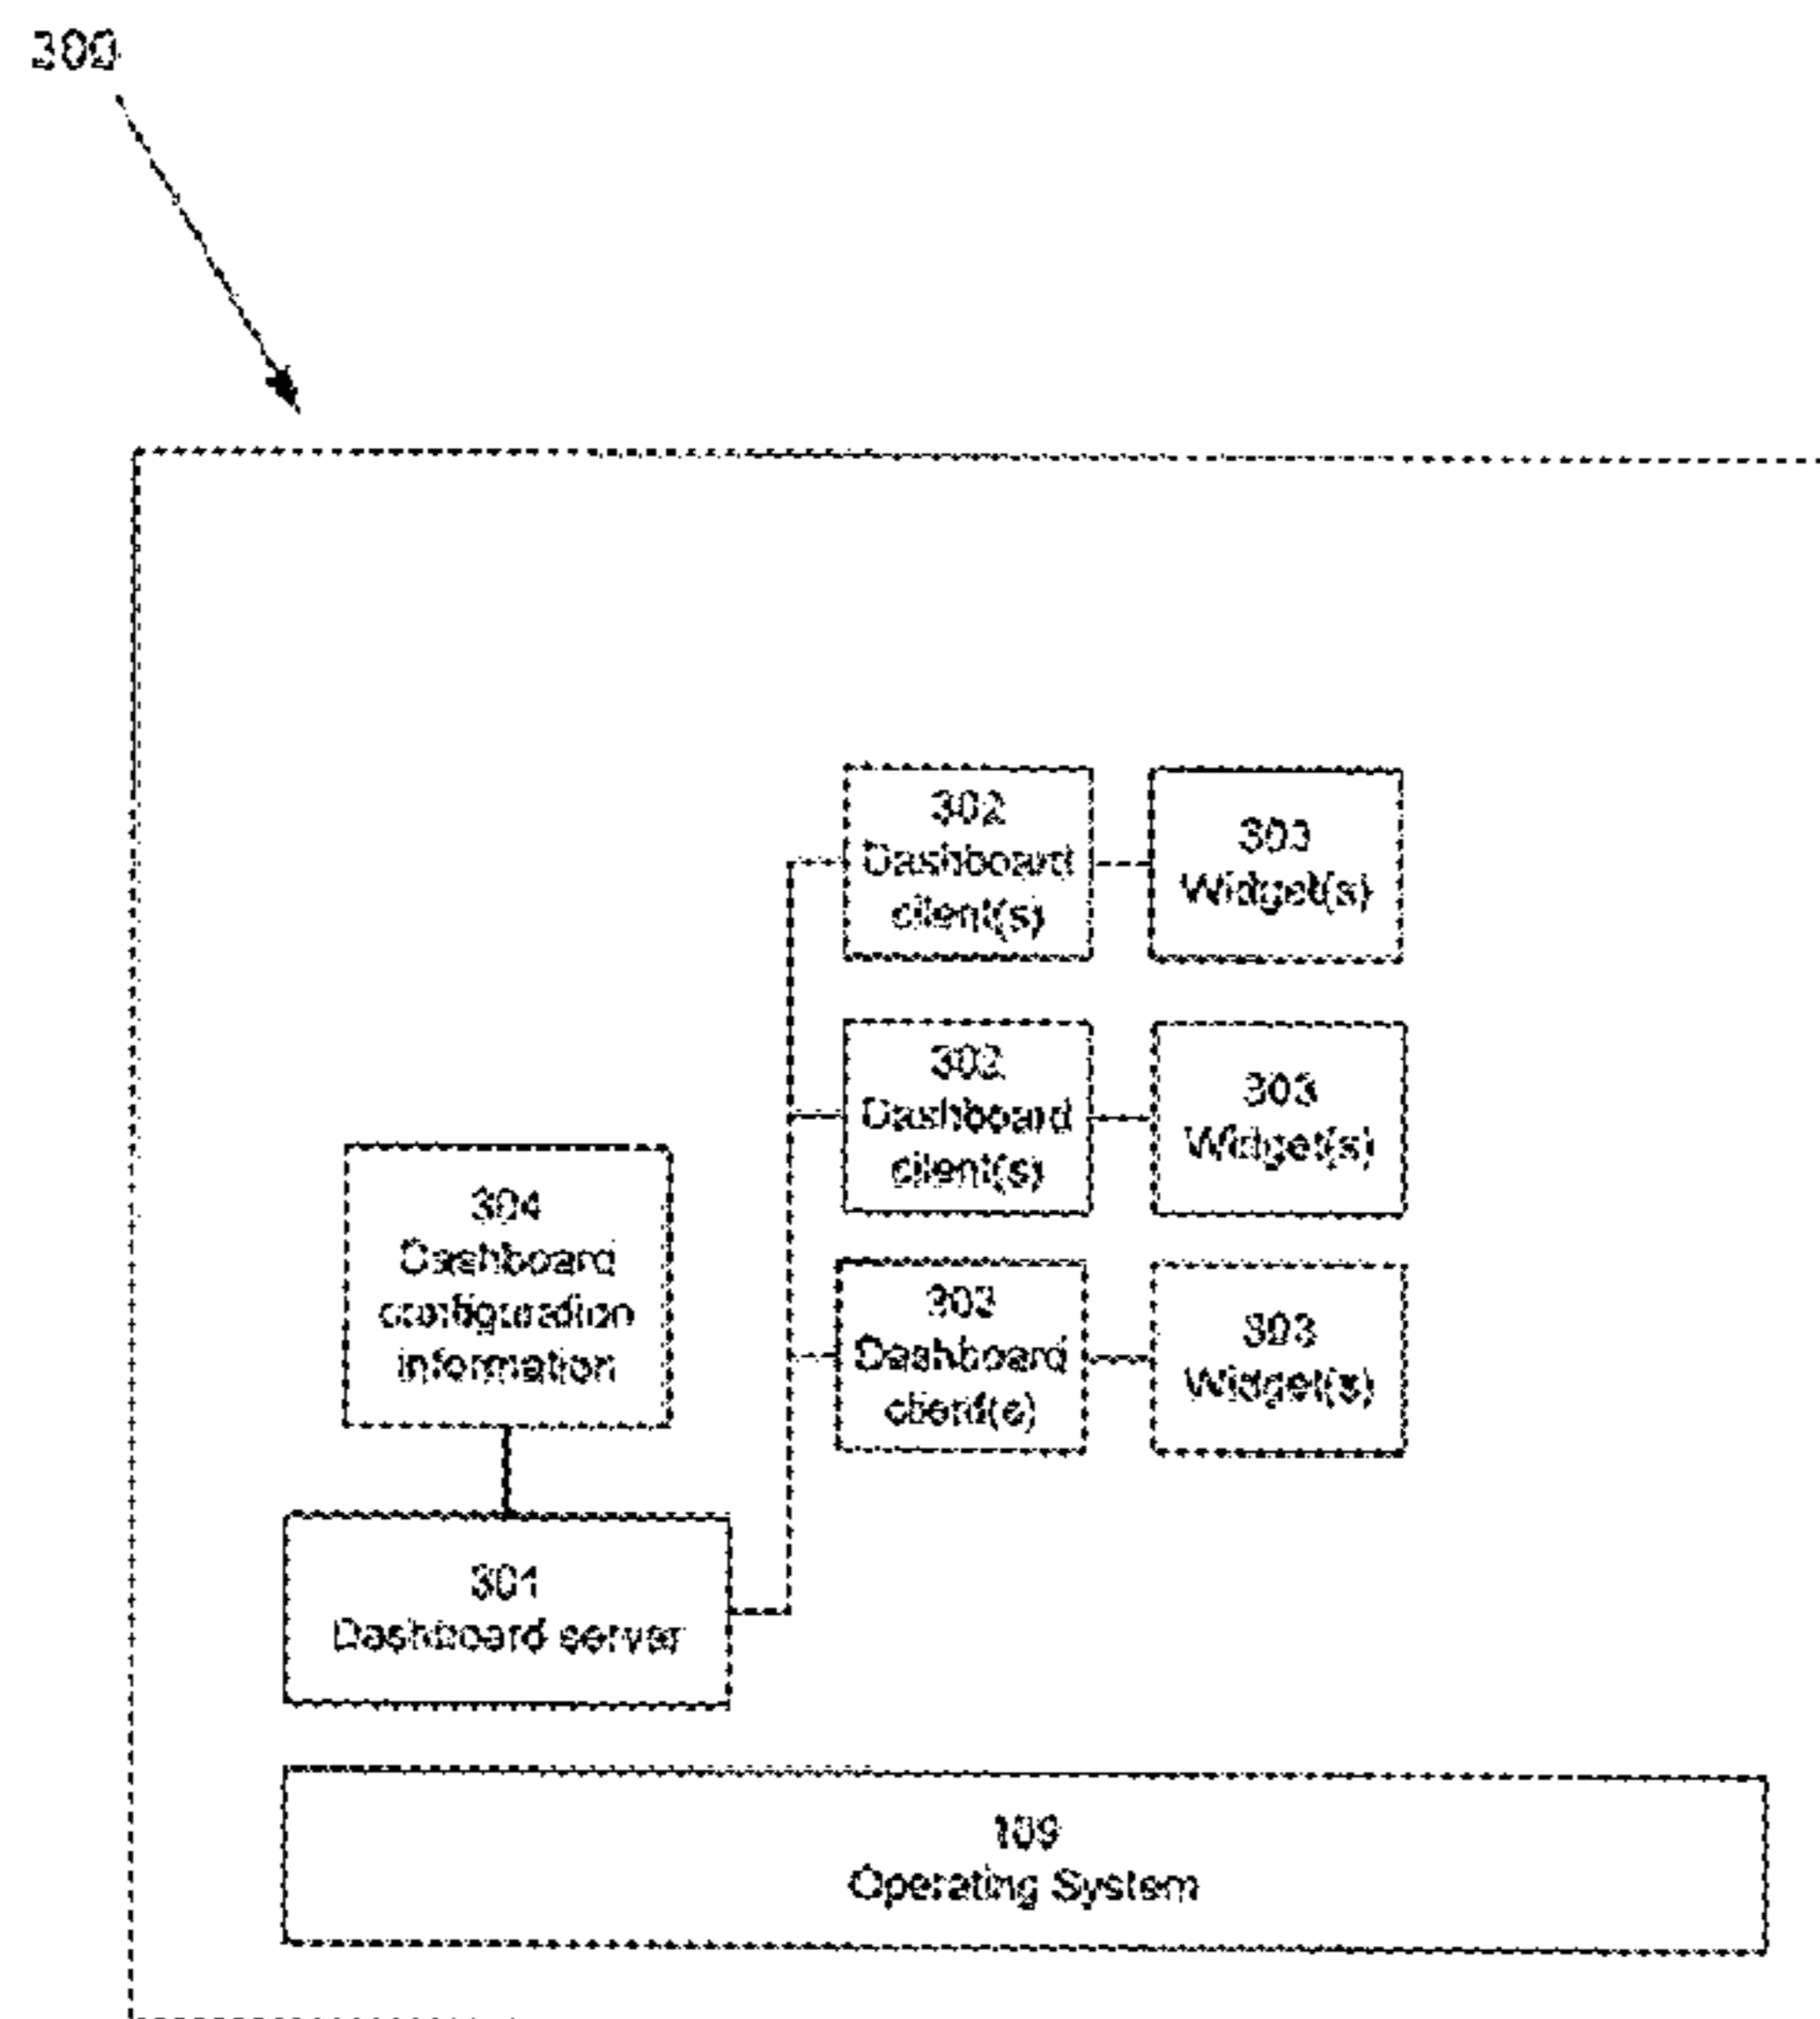 300
302
Dashboard
client(s)
303
Widget(s)
302
Dashboard
client(s)
303
Widget(s)
304
Dashboard
configuration
information
302
Dashboard
client(s)
303
Widget(s)
301
Dashboard server
109
Operating System